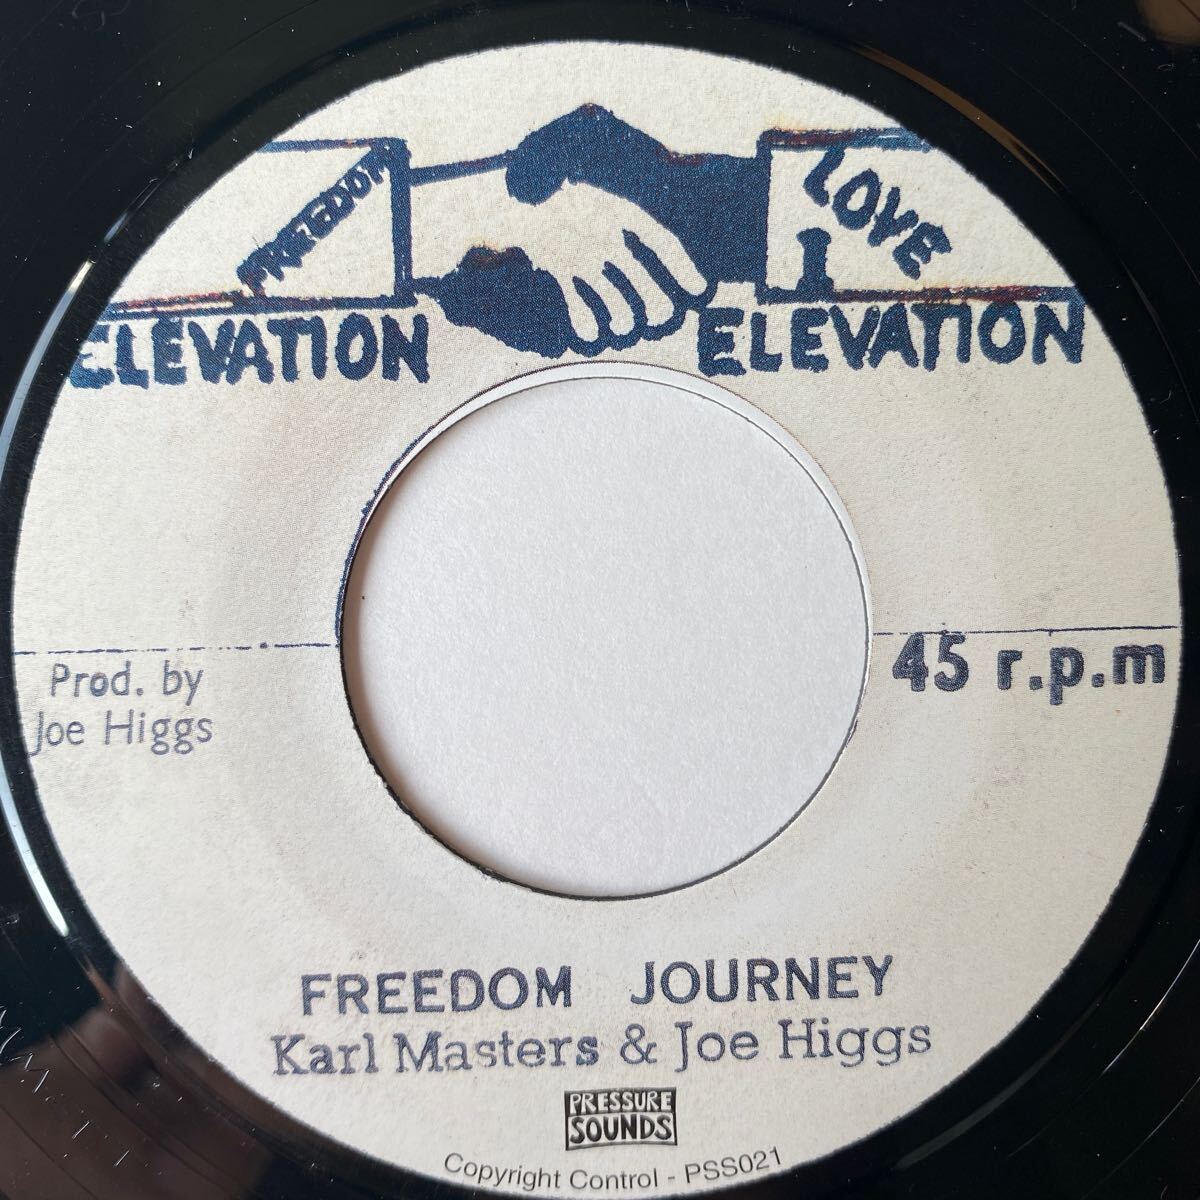 FREEDOM
LOVE
I
ELEVATION
ELEVATION
Prod. by
Joe Higgs
45 r.p.m
FREEDOM JOURNEY
Karl Masters & Joe Higgs
PRESSURE
SOUNDS
Copyright Control - PSS021